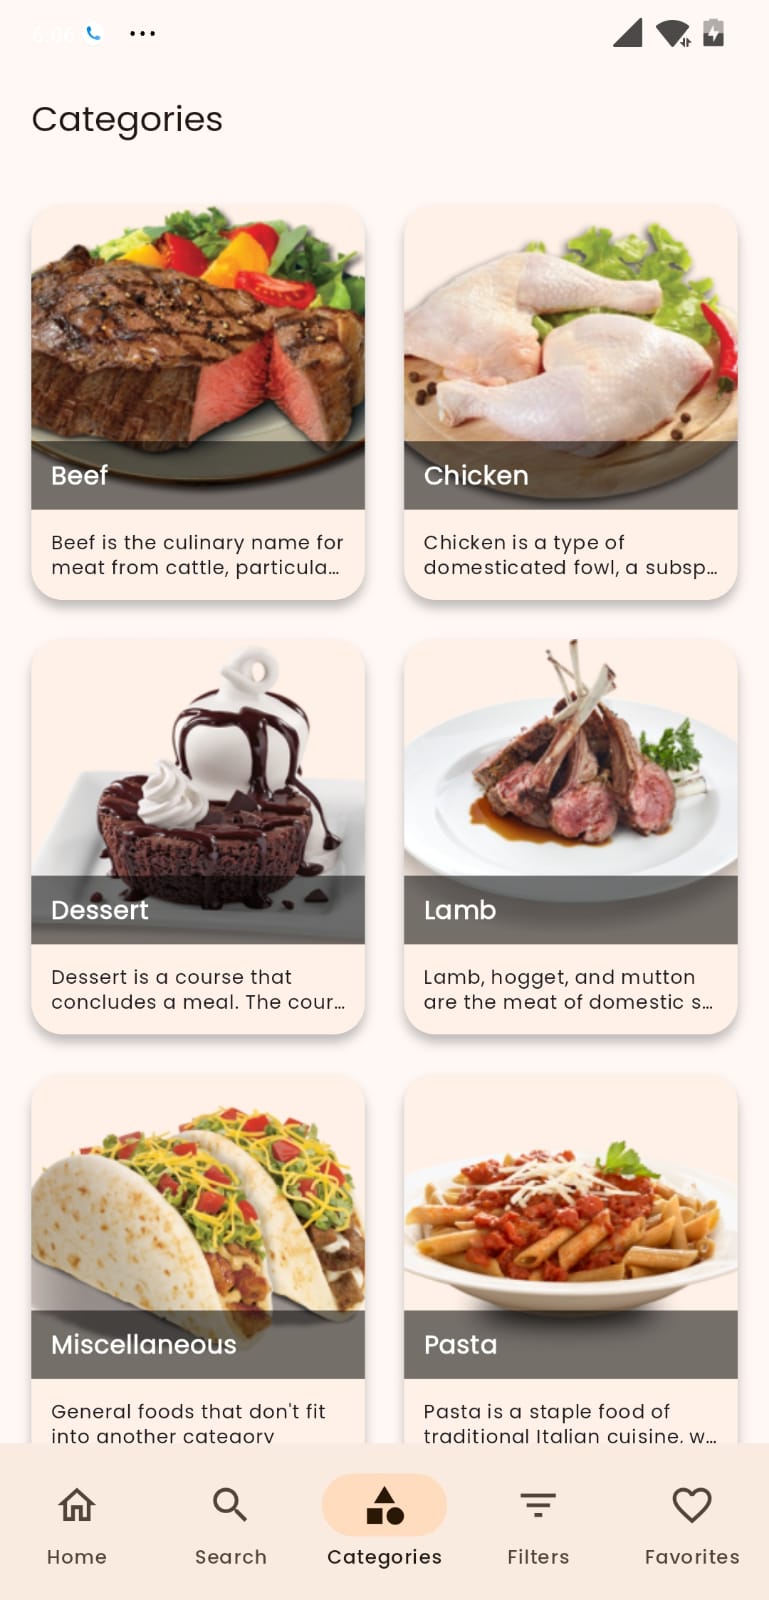 6:06
Categories
Beef
Beef is the culinary name for
meat from cattle, particula...
Chicken
Chicken is a type of
domesticated fowl, a subsp...
Dessert
Dessert is a course that
concludes a meal. The cour...
Lamb
Lamb, hogget, and mutton
are the meat of domestic s...
Miscellaneous
General foods that don't fit
into another category
Pasta
Pasta is a staple food of
traditional Italian cuisine, w...
Home
Search
Categories
Filters
Favorites